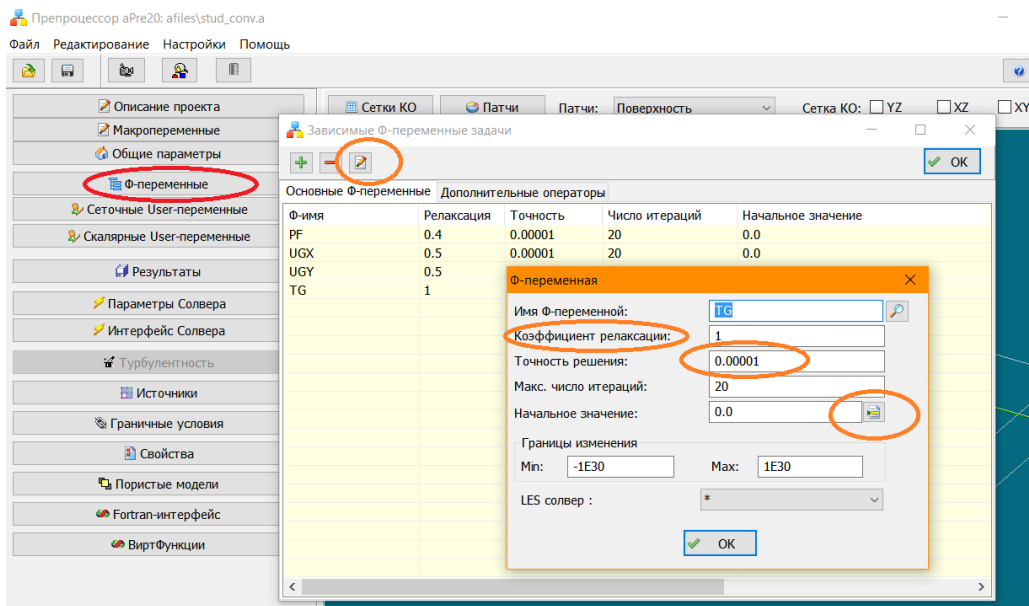 Препроцессор aPre20: afiles\stud_conv.a
Файл Редактирование Настройки Помощь
Описание проекта
Макропеременные
Общие параметры
Ф-переменные
Сеточные User-переменные
Скалярные User-переменные
Результаты
Параметры Солвера
Интерфейс Солвера
Турбулентность
Источники
Граничные условия
Свойства
Пористые модели
Fortran-интерфейс
ВиртФункции
Сетки КО Патчи Патчи: Поверхность Сетка КО: YZ XZ XY
Зависимые Ф-переменные задачи
OK
Основные Ф-переменные Дополнительные операторы
Ф-имя Релаксация Точность Число итераций Начальное значение
PF 0.4 0.00001 20 0.0
UGX 0.5 0.00001 20 0.0
UGY 0.5
TG 1
Ф-переменная
Имя Ф-переменной: TG
Коэффициент релаксации: 1
Точность решения: 0.00001
Макс. число итераций: 20
Начальное значение: 0.0
Границы изменения
Min: -1E30 Max: 1E30
LES солвер : *
OK